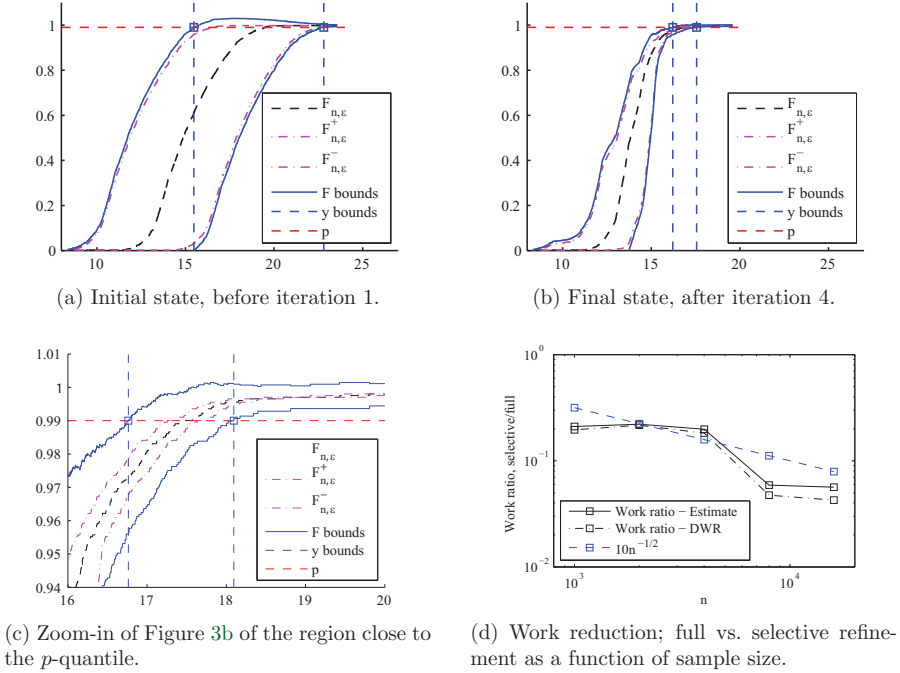 1
0.8
0.6
0.4
0.2
0
10 15 20 25
F n,ε
F + n,ε
F − n,ε
F bounds
y bounds
p
(a) Initial state, before iteration 1.
1
0.8
0.6
0.4
0.2
0
10 15 20 25
F n,ε
F + n,ε
F − n,ε
F bounds
y bounds
p
(b) Final state, after iteration 4.
1.01
1
0.99
0.98
0.97
0.96
0.95
0.94
16 17 18 19 20
F n,ε
F + n,ε
F − n,ε
F bounds
y bounds
p
(c) Zoom-in of Figure 3b of the region close to
the p-quantile.
Work ratio, selective/full
10^0
10^−1
10^−2
10^3 10^4
n
Work ratio − Estimate
Work ratio − DWR
10n^−1/2
(d) Work reduction; full vs. selective refine-
ment as a function of sample size.